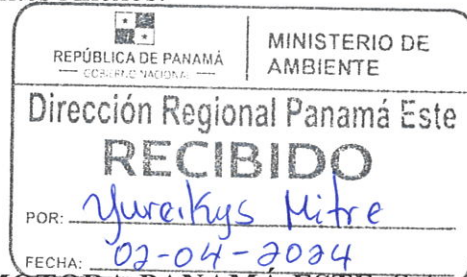 REPÚBLICA DE PANAMÁ
GOBIERNO NACIONAL
MINISTERIO DE
AMBIENTE
Dirección Regional Panamá Este
RECIBIDO
POR: Yureikys Mitre
FECHA: 02-04-2024